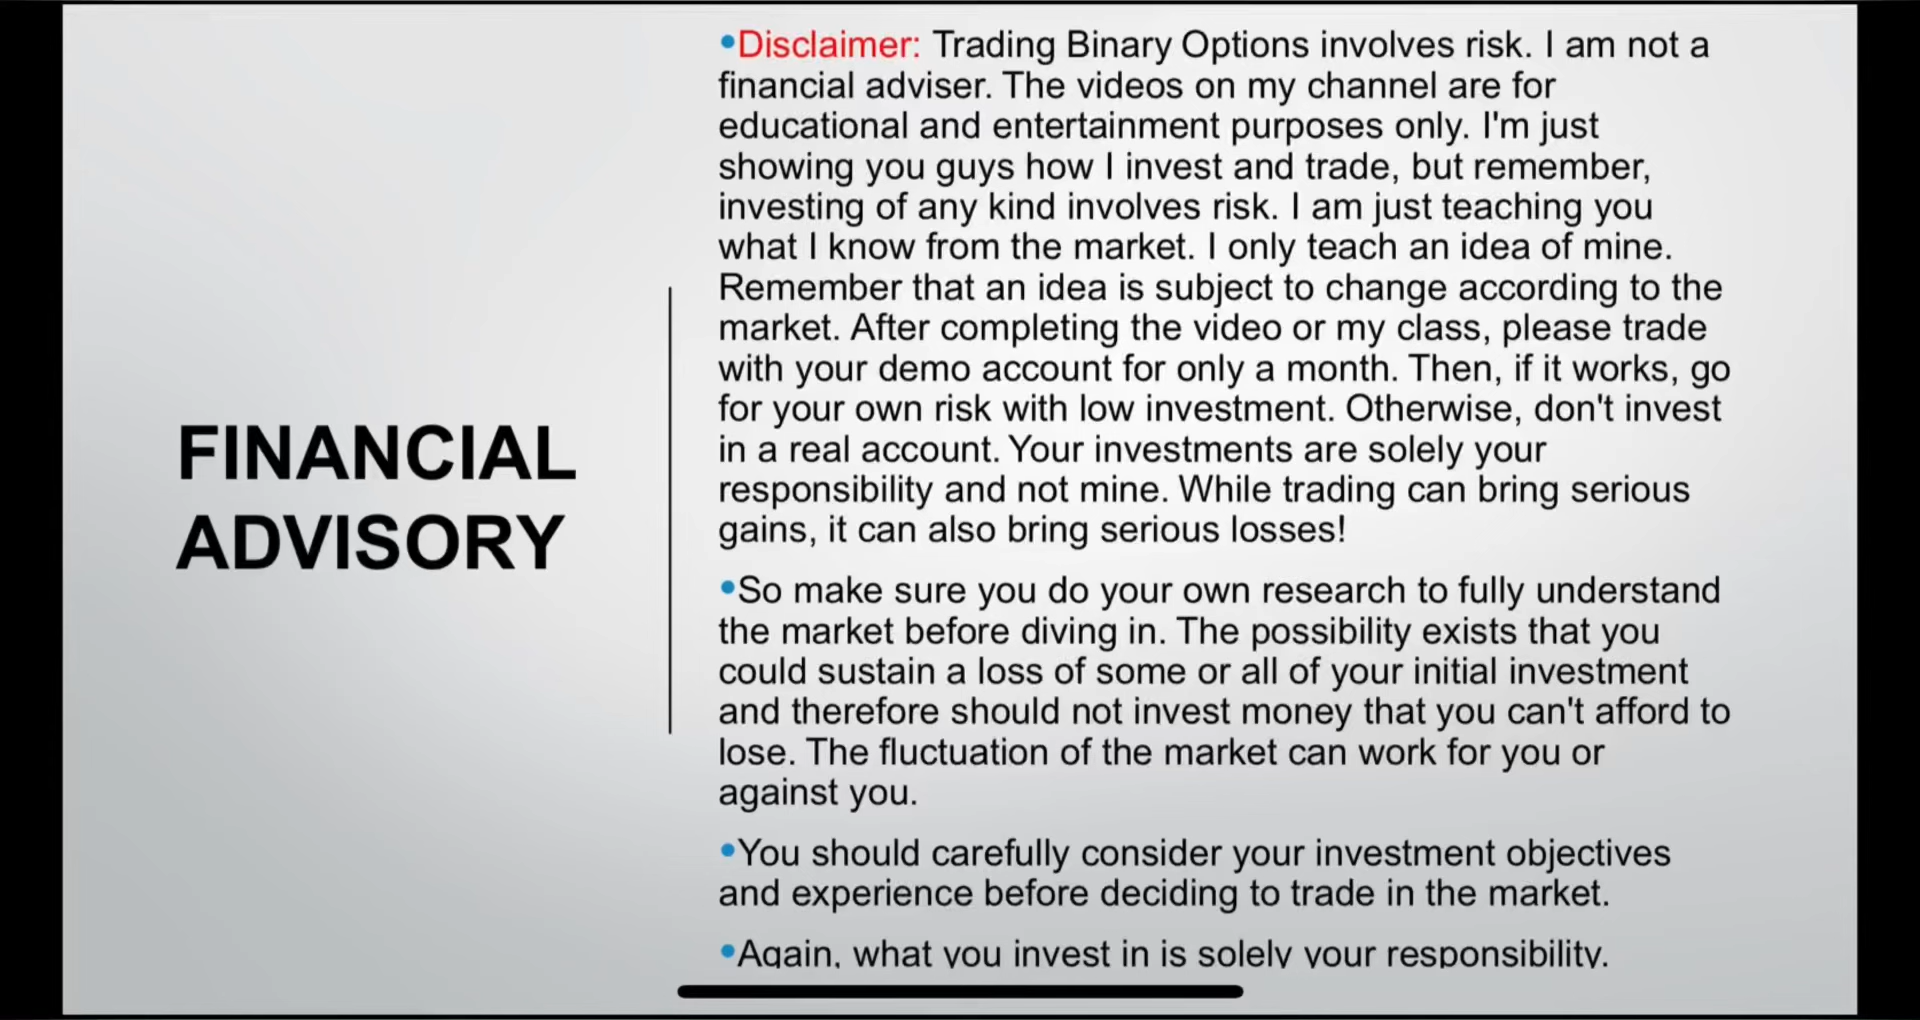 FINANCIAL
ADVISORY
•Disclaimer: Trading Binary Options involves risk. I am not a
financial adviser. The videos on my channel are for
educational and entertainment purposes only. I'm just
showing you guys how I invest and trade, but remember,
investing of any kind involves risk. I am just teaching you
what I know from the market. I only teach an idea of mine.
Remember that an idea is subject to change according to the
market. After completing the video or my class, please trade
with your demo account for only a month. Then, if it works, go
for your own risk with low investment. Otherwise, don't invest
in a real account. Your investments are solely your
responsibility and not mine. While trading can bring serious
gains, it can also bring serious losses!
•So make sure you do your own research to fully understand
the market before diving in. The possibility exists that you
could sustain a loss of some or all of your initial investment
and therefore should not invest money that you can't afford to
lose. The fluctuation of the market can work for you or
against you.
•You should carefully consider your investment objectives
and experience before deciding to trade in the market.
•Again, what you invest in is solely your responsibility.